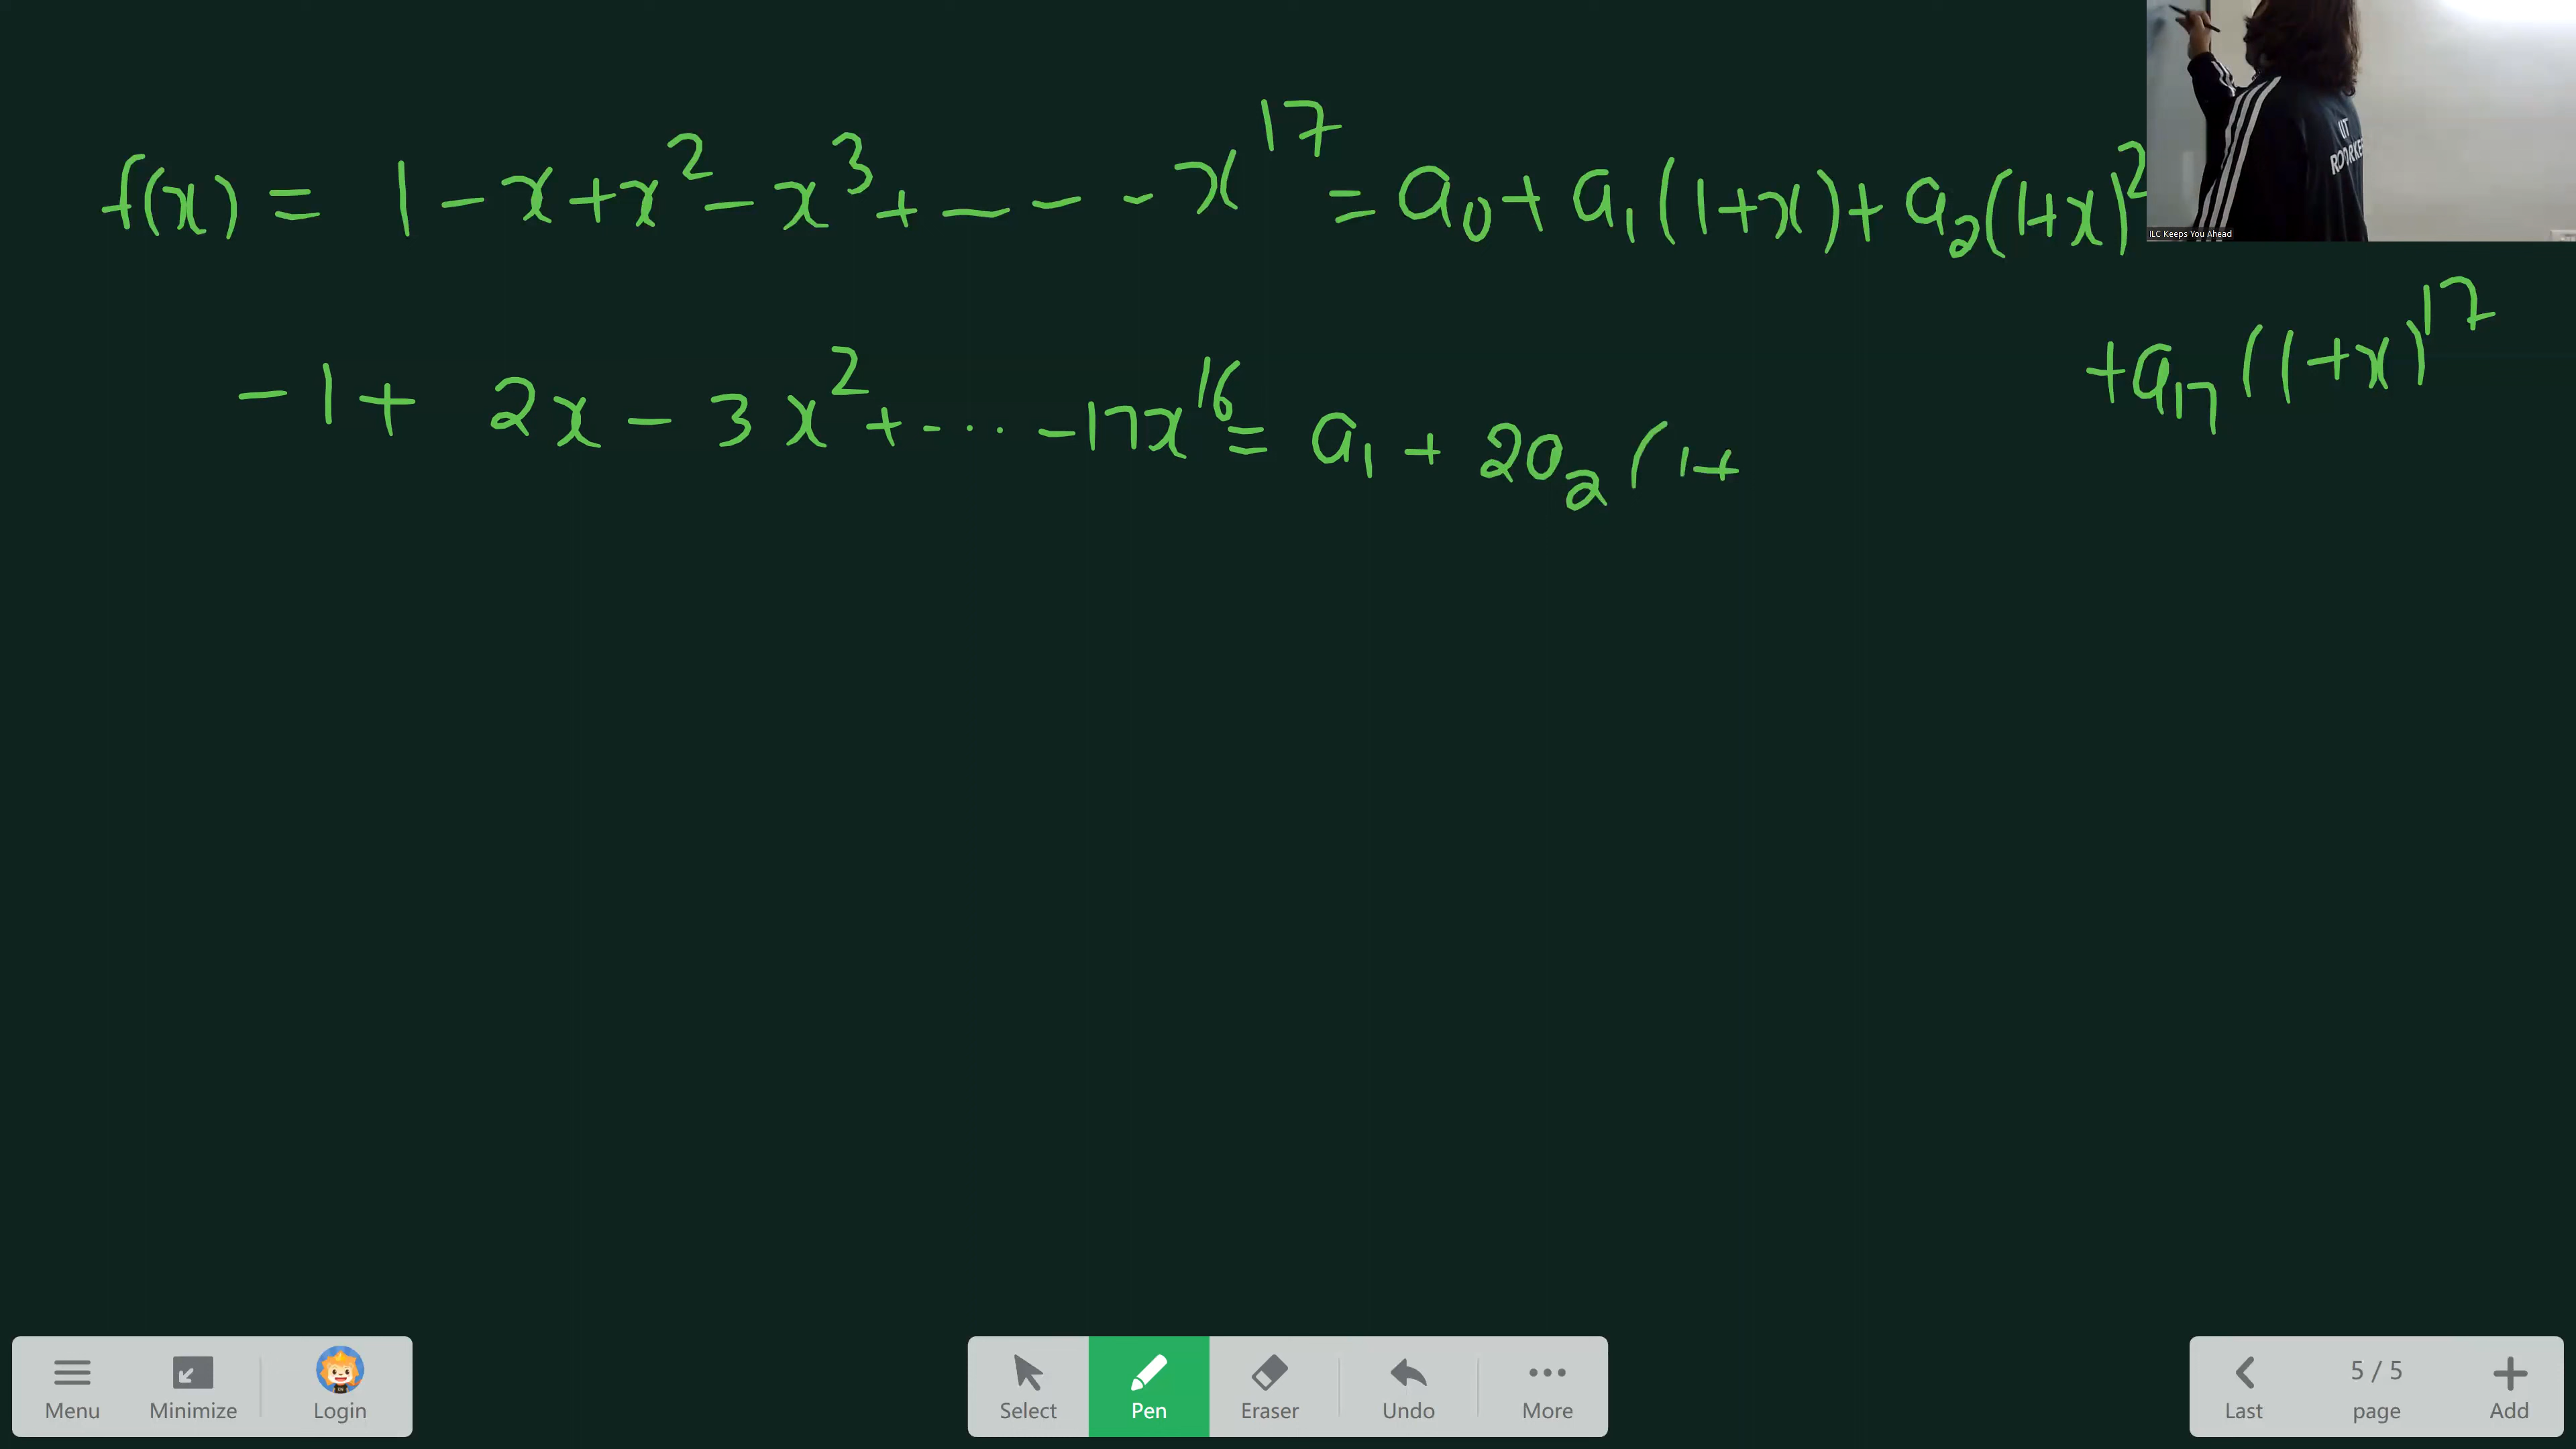 f(x) = 1 - x + x² - x³ + - - - x¹⁷ = a₀ + a₁(1+x) + a₂(1+x)²
+ a₁₇(1+x)¹⁷
-1 + 2x - 3x² + ... - 17x¹⁶ = a₁ + 2a₂(1+
ILC Keeps You Ahead
Menu Minimize Login
Select Pen Eraser Undo More
Last 5 / 5 page Add